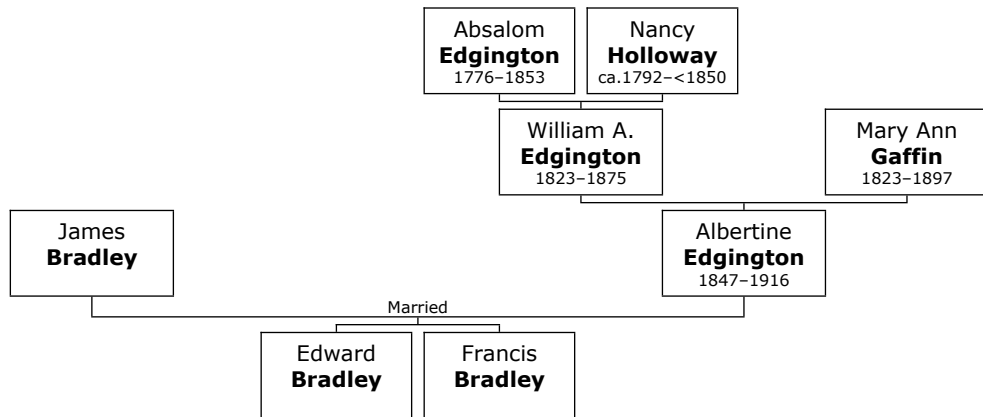 Absalom
Edgington
1776–1853
Nancy
Holloway
ca.1792–<1850
William A.
Edgington
1823–1875
Mary Ann
Gaffin
1823–1897
James
Bradley
Albertine
Edgington
1847–1916
Married
Edward
Bradley
Francis
Bradley